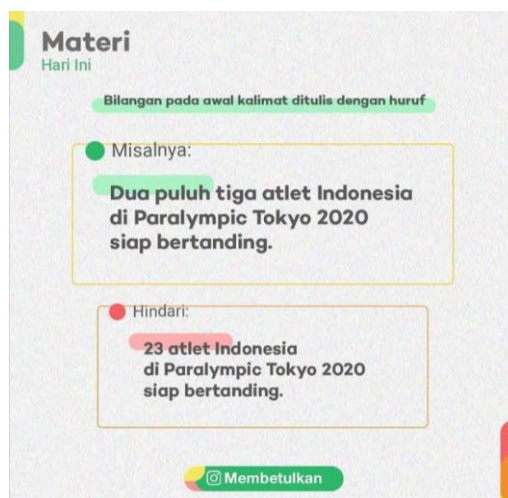 Materi
Hari Ini
Bilangan pada awal kalimat ditulis dengan huruf
Misalnya:
Dua puluh tiga atlet Indonesia
di Paralympic Tokyo 2020
siap bertanding.
Hindari:
23 atlet Indonesia
di Paralympic Tokyo 2020
siap bertanding.
Membetulkan